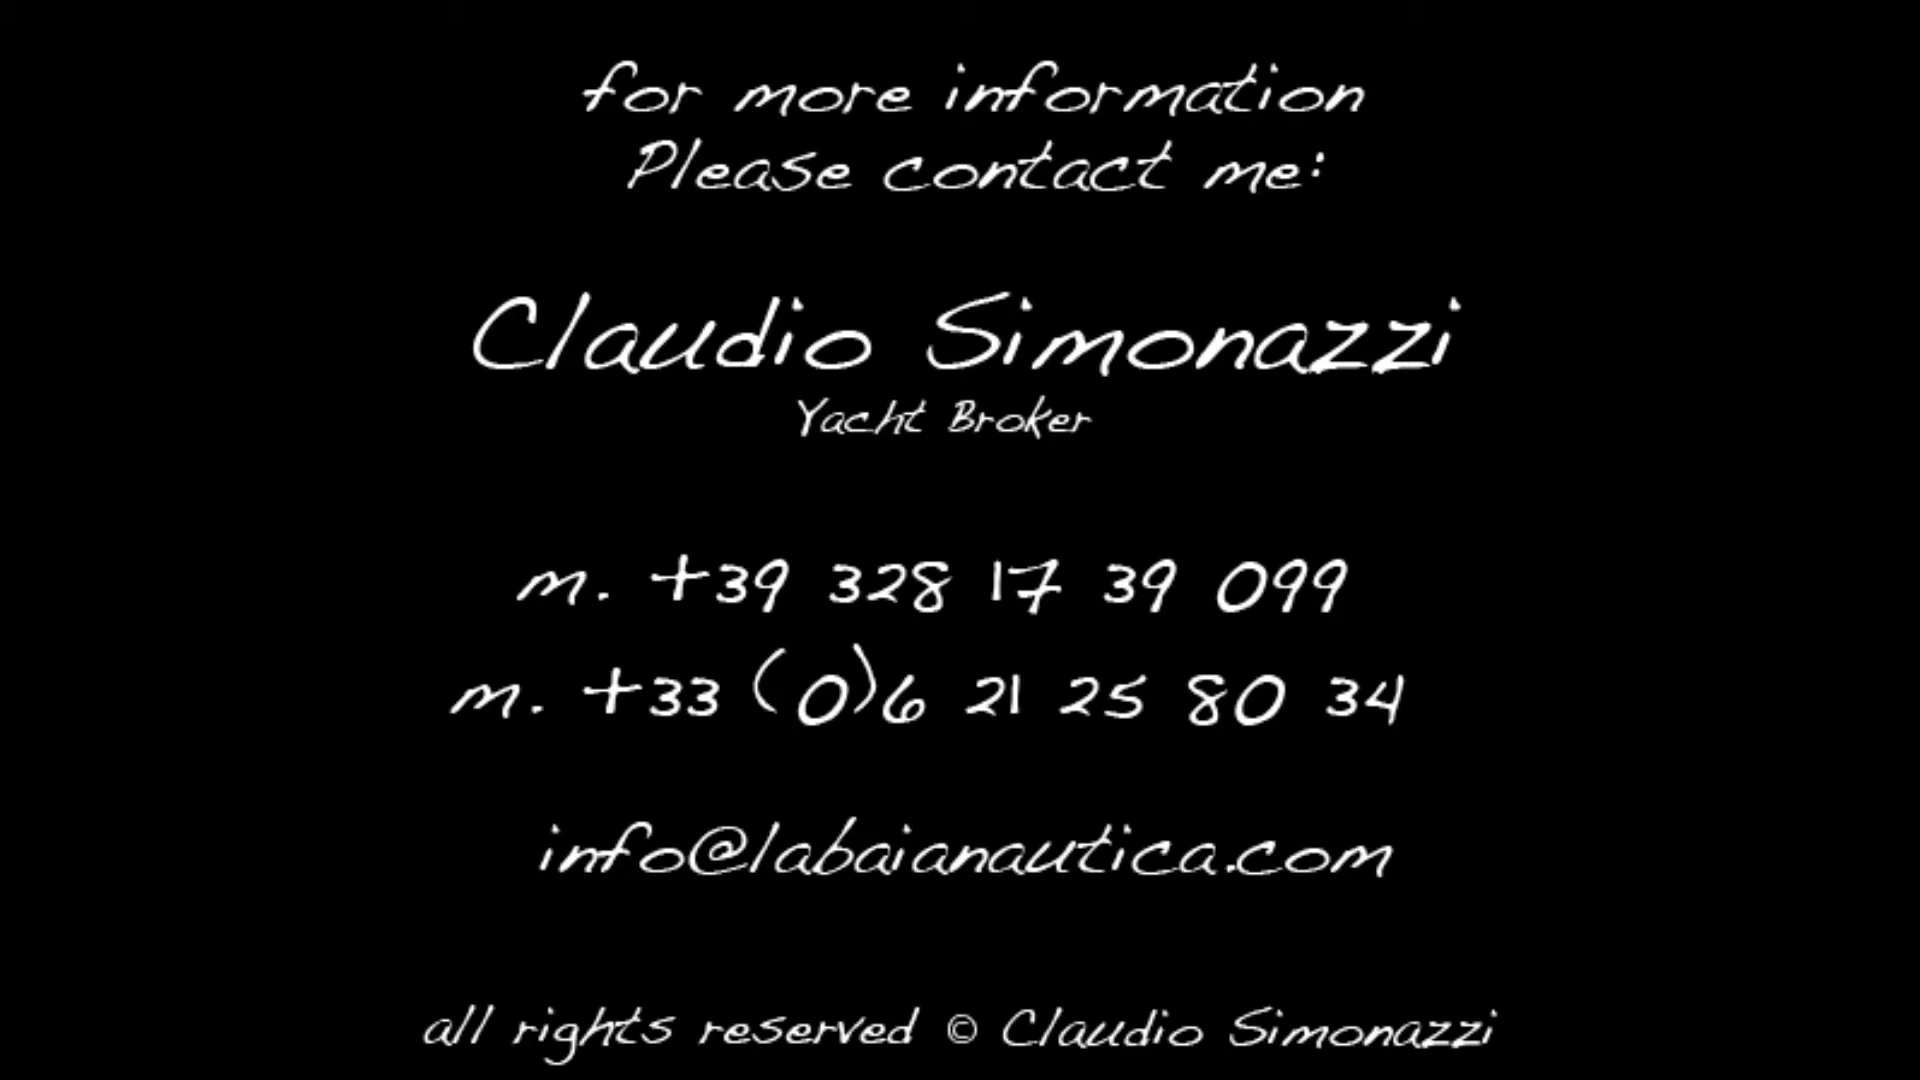 for more information
Please contact me:
Claudio Simonazzi
Yacht Broker
m. +39 328 17 39 099
m. +33 (0)6 21 25 80 34
info@labaianautica.com
all rights reserved © Claudio Simonazzi